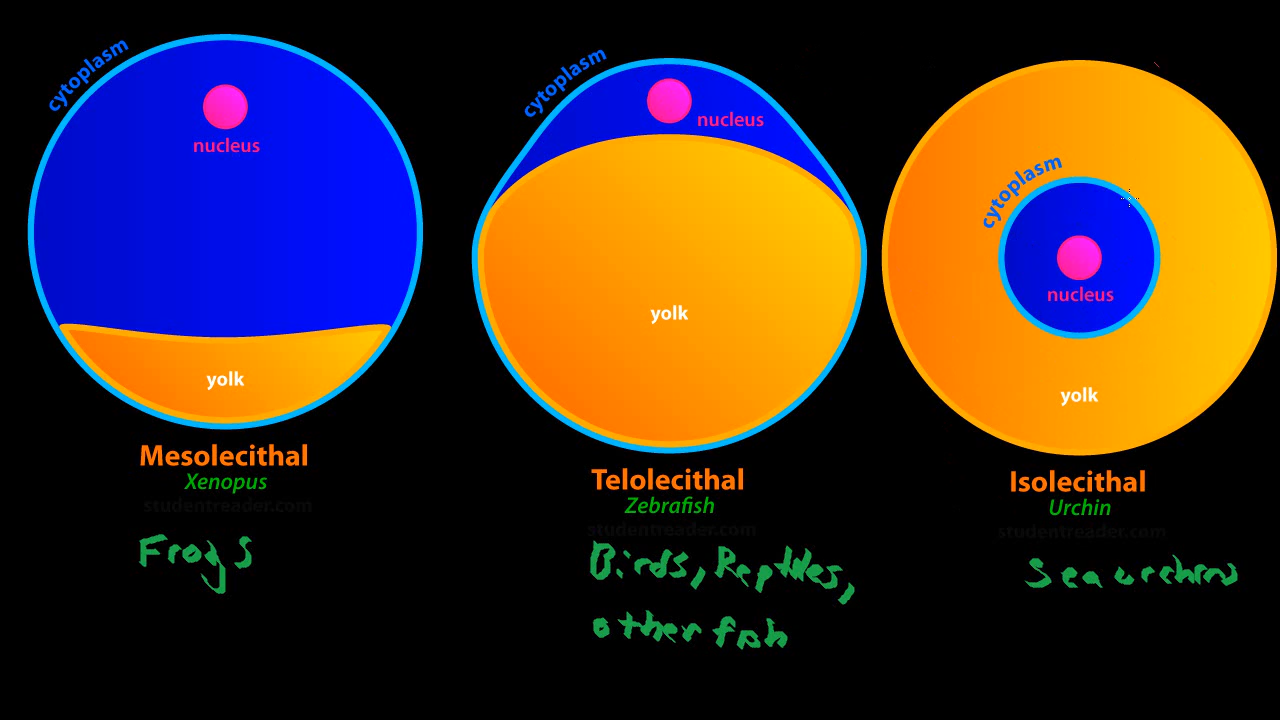 cytoplasm
nucleus
yolk
Mesolecithal
Xenopus
studentreader.com
Frogs
cytoplasm
nucleus
yolk
Telolecithal
Zebrafish
studentreader.com
Birds, Reptiles,
other fish
cytoplasm
nucleus
yolk
Isolecithal
Urchin
studentreader.com
Sea urchins